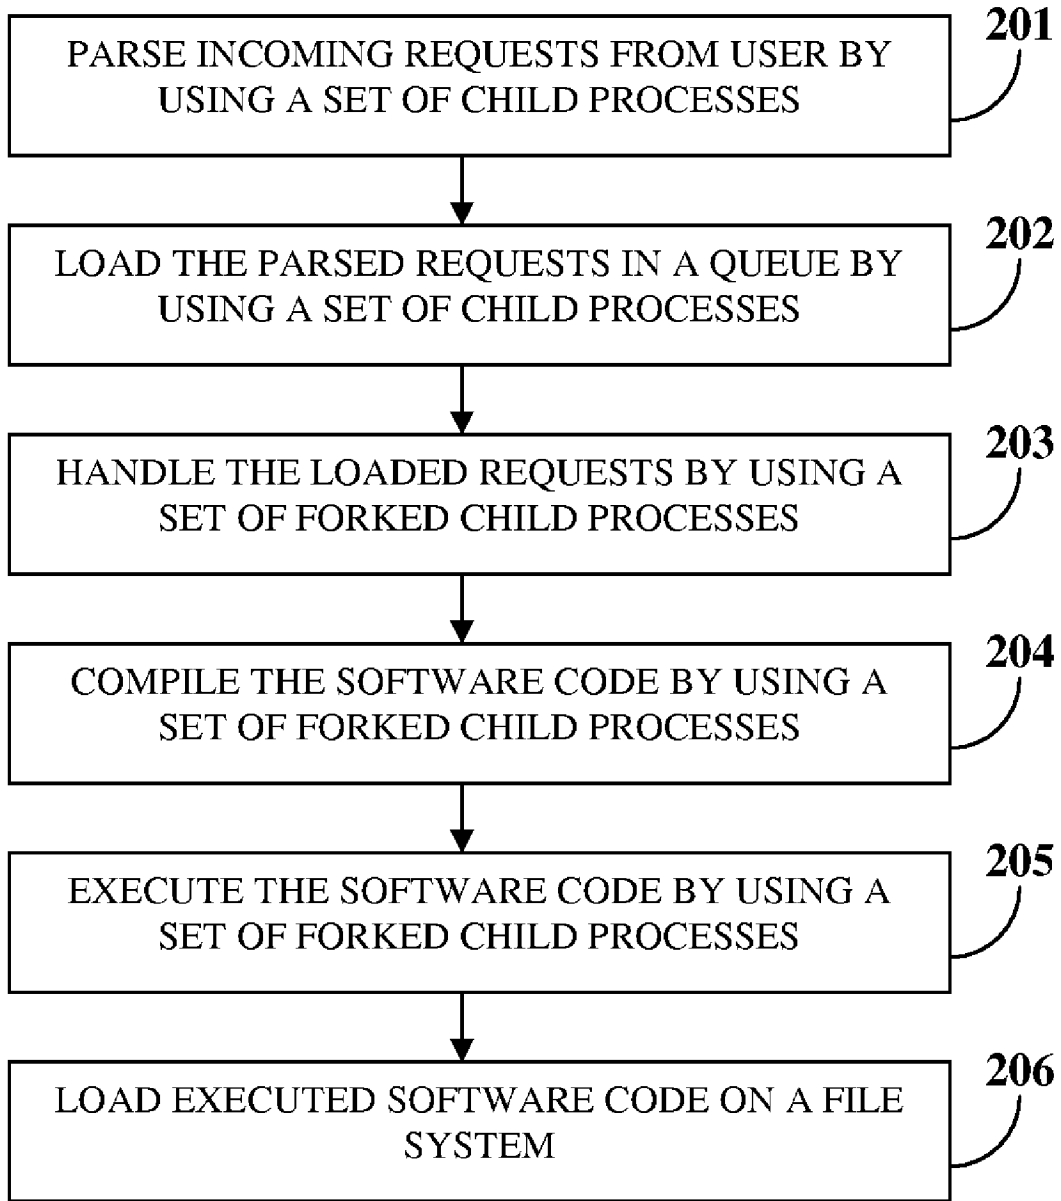 201
PARSE INCOMING REQUESTS FROM USER BY
USING A SET OF CHILD PROCESSES
202
LOAD THE PARSED REQUESTS IN A QUEUE BY
USING A SET OF CHILD PROCESSES
203
HANDLE THE LOADED REQUESTS BY USING A
SET OF FORKED CHILD PROCESSES
204
COMPILE THE SOFTWARE CODE BY USING A
SET OF FORKED CHILD PROCESSES
205
EXECUTE THE SOFTWARE CODE BY USING A
SET OF FORKED CHILD PROCESSES
206
LOAD EXECUTED SOFTWARE CODE ON A FILE
SYSTEM